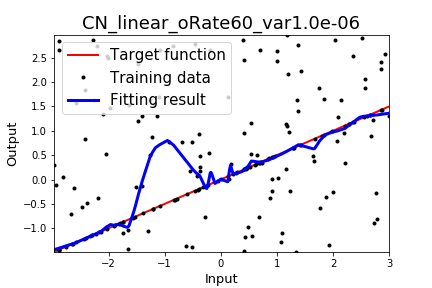 CN_linear_oRate60_var1.0e-06
Target function
Training data
Fitting result
2.5
2.0
1.5
1.0
0.5
0.0
−0.5
−1.0
Output
−2
−1
0
1
2
3
Input